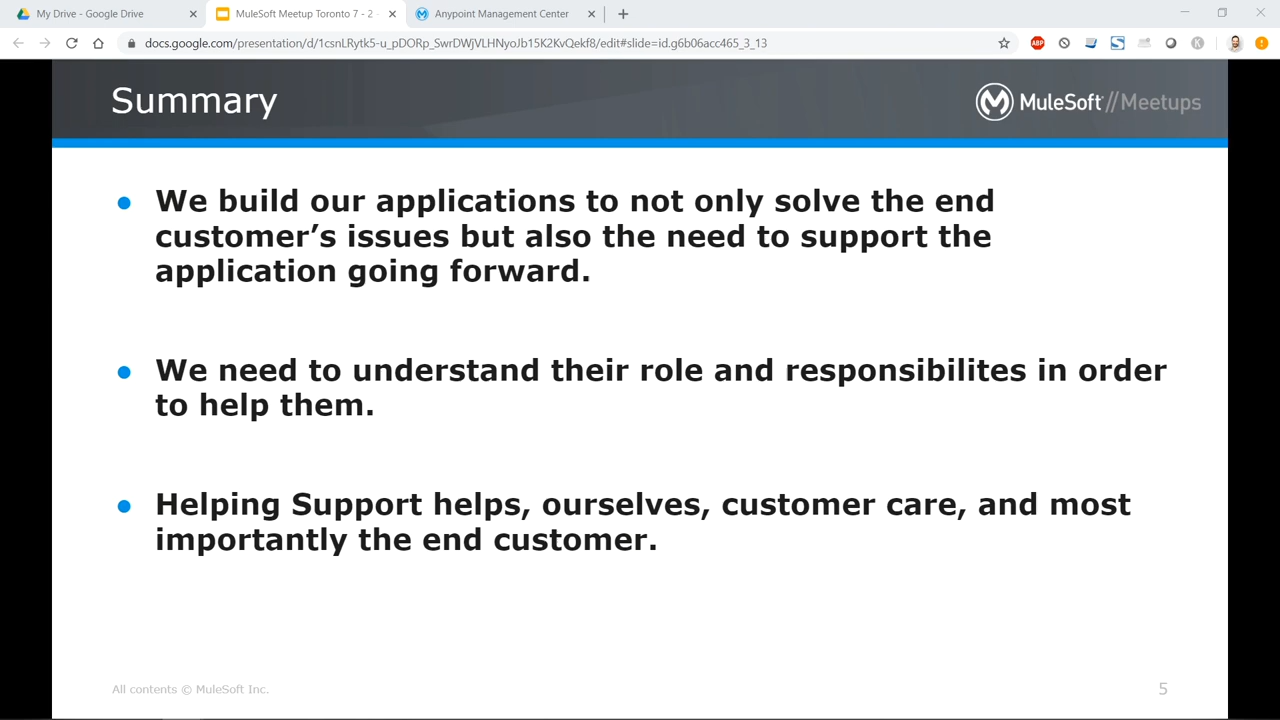 My Drive - Google Drive
MuleSoft Meetup Toronto 7 - 2 -
Anypoint Management Center
docs.google.com/presentation/d/1csnLRytk5-u_pDORp_SwrDWjVLHNyoJb15K2KvQekf8/edit#slide=id.g6b06acc465_3_13
ABP
Summary
MuleSoft//Meetups
We build our applications to not only solve the end
customer’s issues but also the need to support the
application going forward.
We need to understand their role and responsibilites in order
to help them.
Helping Support helps, ourselves, customer care, and most
importantly the end customer.
All contents © MuleSoft Inc.
5